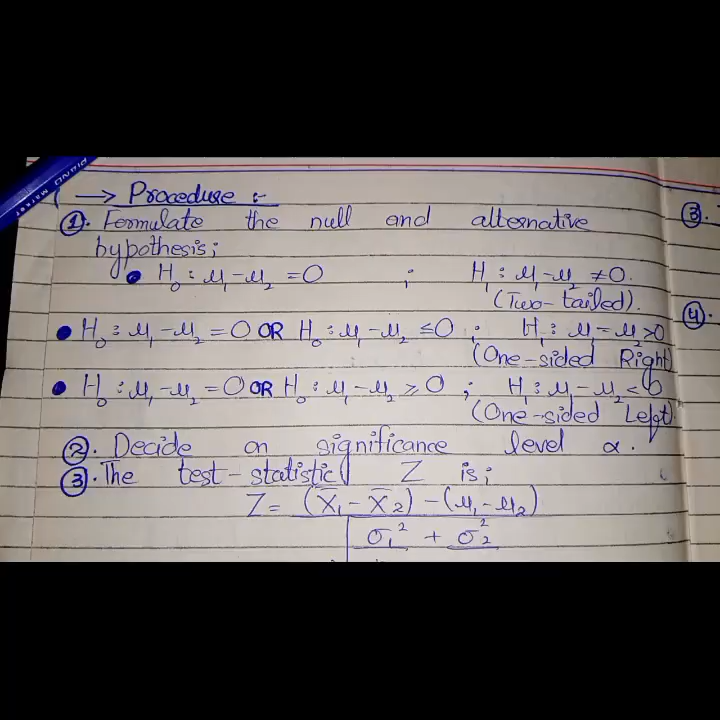 → Procedure :-
①. Formulate the null and alternative
hypothesis;
• H₀ : μ₁-μ₂ = 0 ; H₁ : μ₁-μ₂ ≠ 0.
(Two-tailed).
• H₀ : μ₁-μ₂ = 0 OR H₀ : μ₁-μ₂ ≤ 0 ; H₁ : μ₁-μ₂ > 0
(One-sided Right)
• H₀ : μ₁-μ₂ = 0 OR H₀ : μ₁-μ₂ ≥ 0 ; H₁ : μ₁-μ₂ < 0
(One-sided Left)
②. Decide on significance level α.
③. The test-statistic Z is;
Z = (X̄₁ - X̄₂) - (μ₁-μ₂)
σ₁² + σ₂²
③.
④.